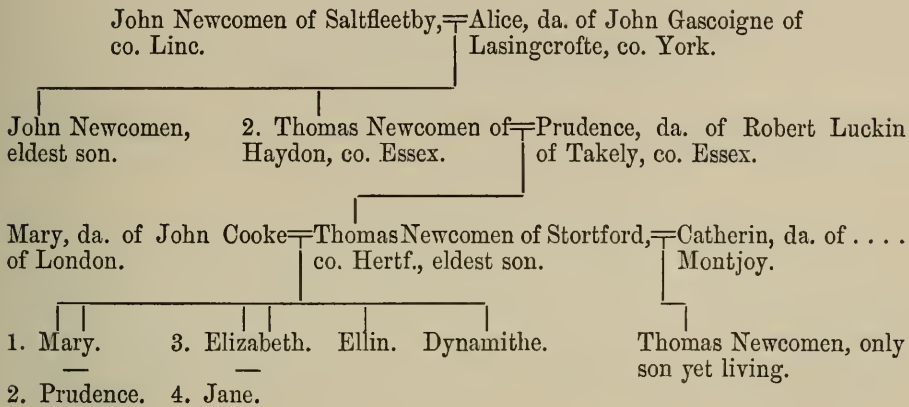 John Newcomen of Saltfleetby,
co. Linc.
Alice, da. of John Gascoigne of
Lasingcrofte, co. York.
John Newcomen,
eldest son.
2. Thomas Newcomen of
Haydon, co. Essex.
Prudence, da. of Robert Luckin
of Takely, co. Essex.
Mary, da. of John Cooke
of London.
Thomas Newcomen of Stortford,
co. Hertf., eldest son.
Catherin, da. of . . . .
Montjoy.
1. Mary.
2. Prudence.
3. Elizabeth.
4. Jane.
Ellin.
Dynamithe.
Thomas Newcomen, only
son yet living.